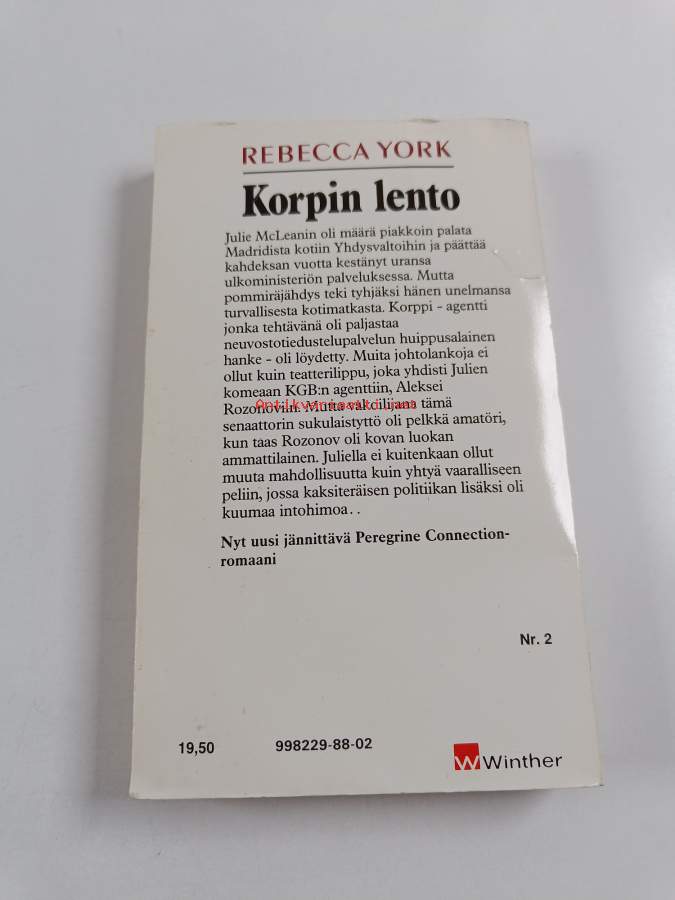 REBECCA YORK
Korpin lento
Julie McLeanin oli määrä piakkoin palata
Madridista kotiin Yhdysvaltoihin ja päättää
kahdeksan vuotta kestänyt uransa
ulkoministeriön palveluksessa. Mutta
pommiräjähdys teki tyhjäksi hänen unelmansa
turvallisesta kotimatkasta. Korppi - agentti
jonka tehtävänä oli paljastaa
neuvostotiedustelupalvelun huippusalainen
hanke - oli löydetty. Muita johtolankoja ei
ollut kuin teatterilippu, joka yhdisti Julien
komeaan KGB:n agenttiin, Aleksei
Rozonoviin. Mutta vakoilijana tämä
senaattorin sukulaistyttö oli pelkkä amatöri,
kun taas Rozonov oli kovan luokan
ammattilainen. Juliella ei kuitenkaan ollut
muuta mahdollisuutta kuin yhtyä vaaralliseen
peliin, jossa kaksiteräisen politiikan lisäksi oli
kuumaa intohimoa..
Nyt uusi jännittävä Peregrine Connection-
romaani
Nr. 2
19,50 998229-88-02
Winther